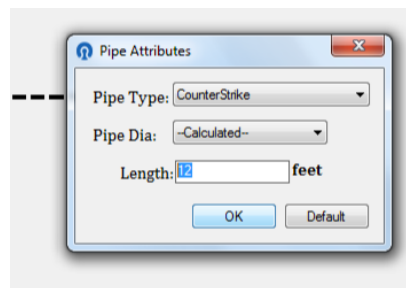 Pipe Attributes
Pipe Type: CounterStrike
Pipe Dia: --Calculated--
Length: 12 feet
OK Default